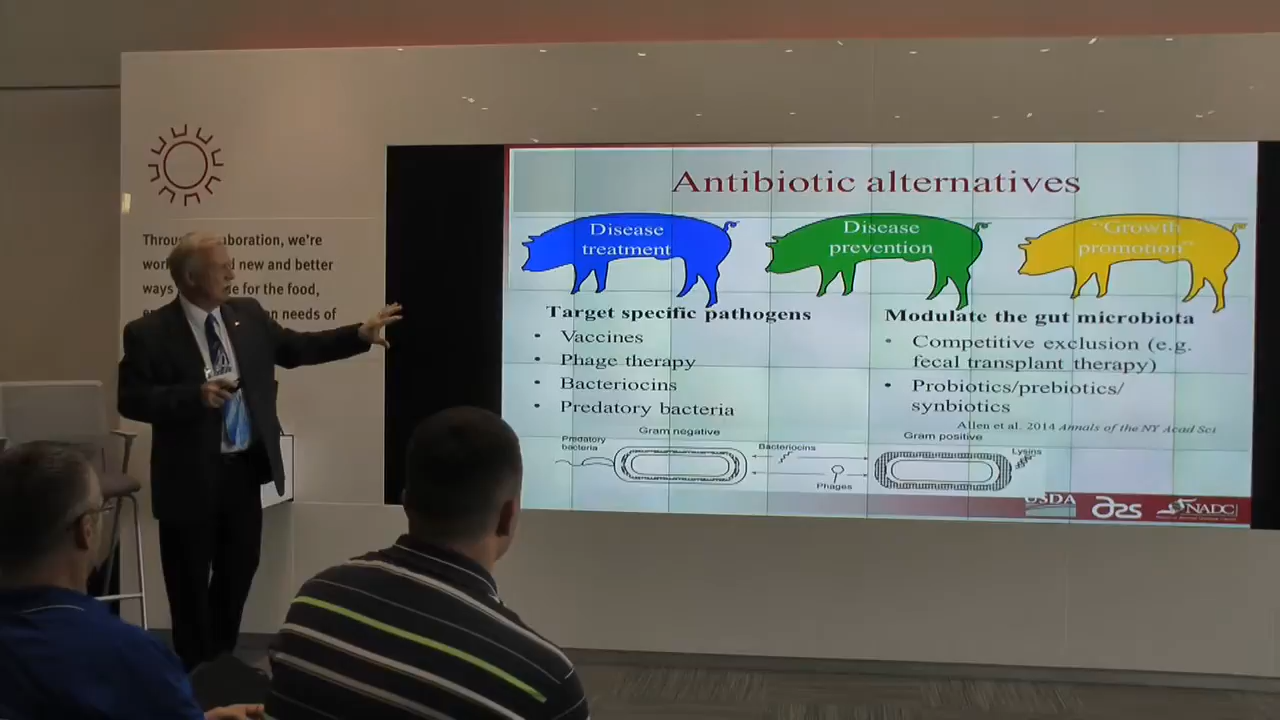 Through collaboration, we're
new and better
ways for the food,
needs of
Antibiotic alternatives
Disease
treatment
Disease
prevention
"Growth
promotion"
Target specific pathogens
• Vaccines
• Phage therapy
• Bacteriocins
• Predatory bacteria
Modulate the gut microbiota
• Competitive exclusion (e.g.
fecal transplant therapy)
• Probiotics/prebiotics/
synbiotics
Allen et al. 2014 Annals of the NY Acad Sci
Predatory
bacteria
Gram negative
Bacteriocins
Phages
Gram positive
Lysins
USDA
ars
NADC